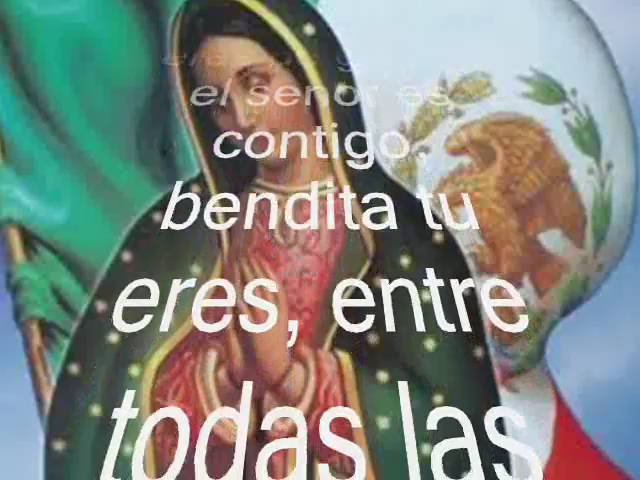 el señor es
contigo,
bendita tu
eres, entre
todas las